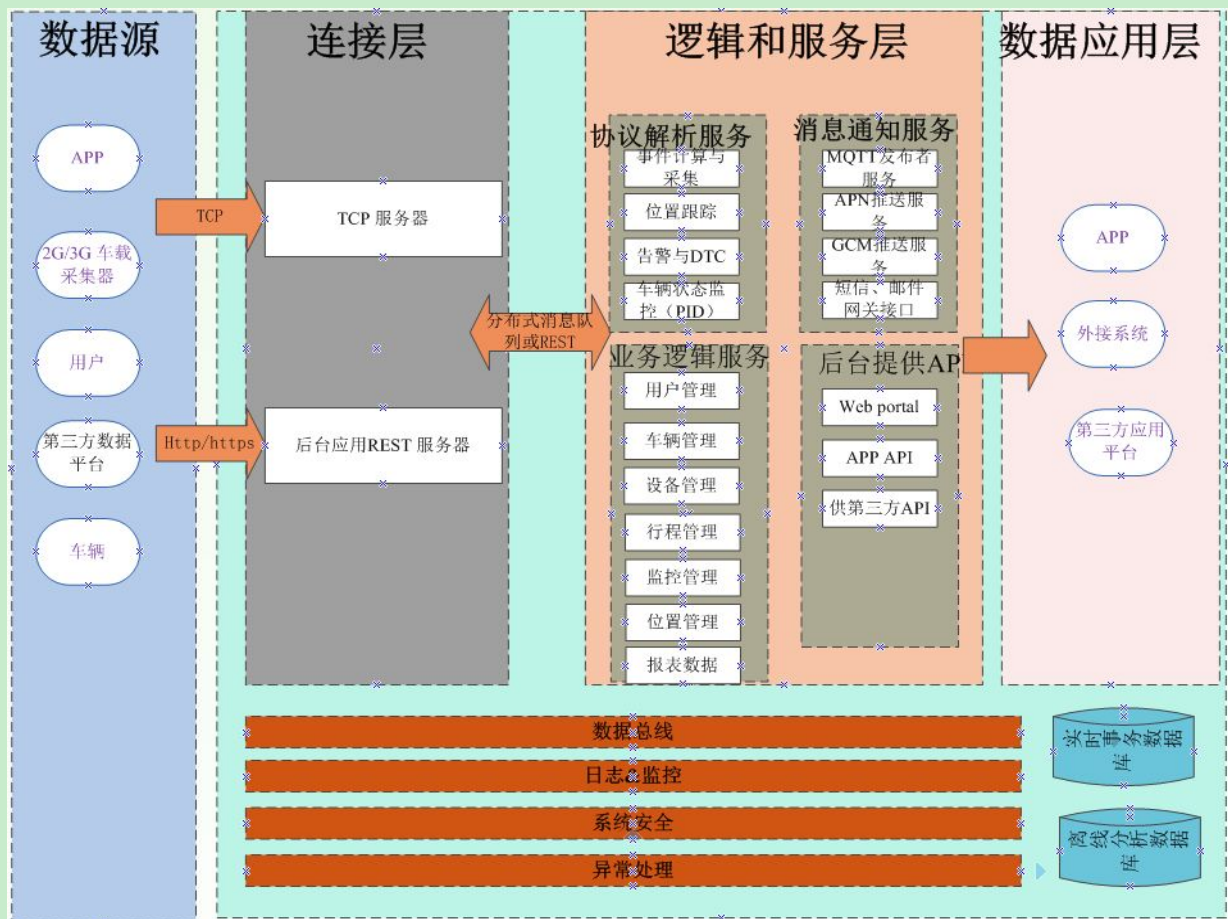 数据源
APP
2G/3G 车载
采集器
用户
第三方数据
平台
车辆
TCP
Http/https
连接层
TCP 服务器
后台应用REST 服务器
分布式消息队
列或REST
逻辑和服务层
协议解析服务
事件计算与
采集
位置跟踪
告警与DTC
车辆状态监
控（PID）
业务逻辑服务
用户管理
车辆管理
设备管理
行程管理
监控管理
位置管理
报表数据
消息通知服务
MQTT发布者
服务
APN推送服
务
GCM推送服
务
短信、邮件
网关接口
后台提供AP
Web portal
APP API
供第三方API
数据应用层
APP
外接系统
第三方应用
平台
数据总线
日志&监控
系统安全
异常处理
实时事务数据
库
离线分析数据
库